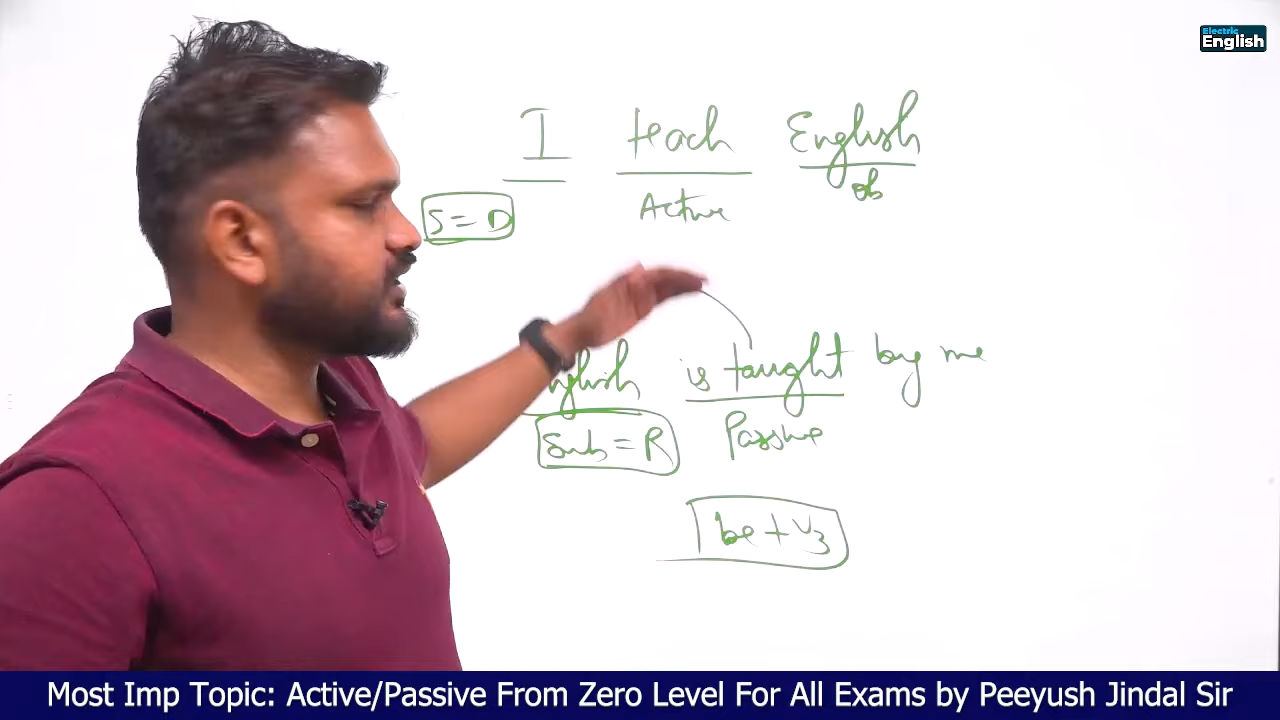 Electric
English
I teach English
S = D Active ob
English is taught by me
Sub = R Passive
be + V3
Most Imp Topic: Active/Passive From Zero Level For All Exams by Peeyush Jindal Sir